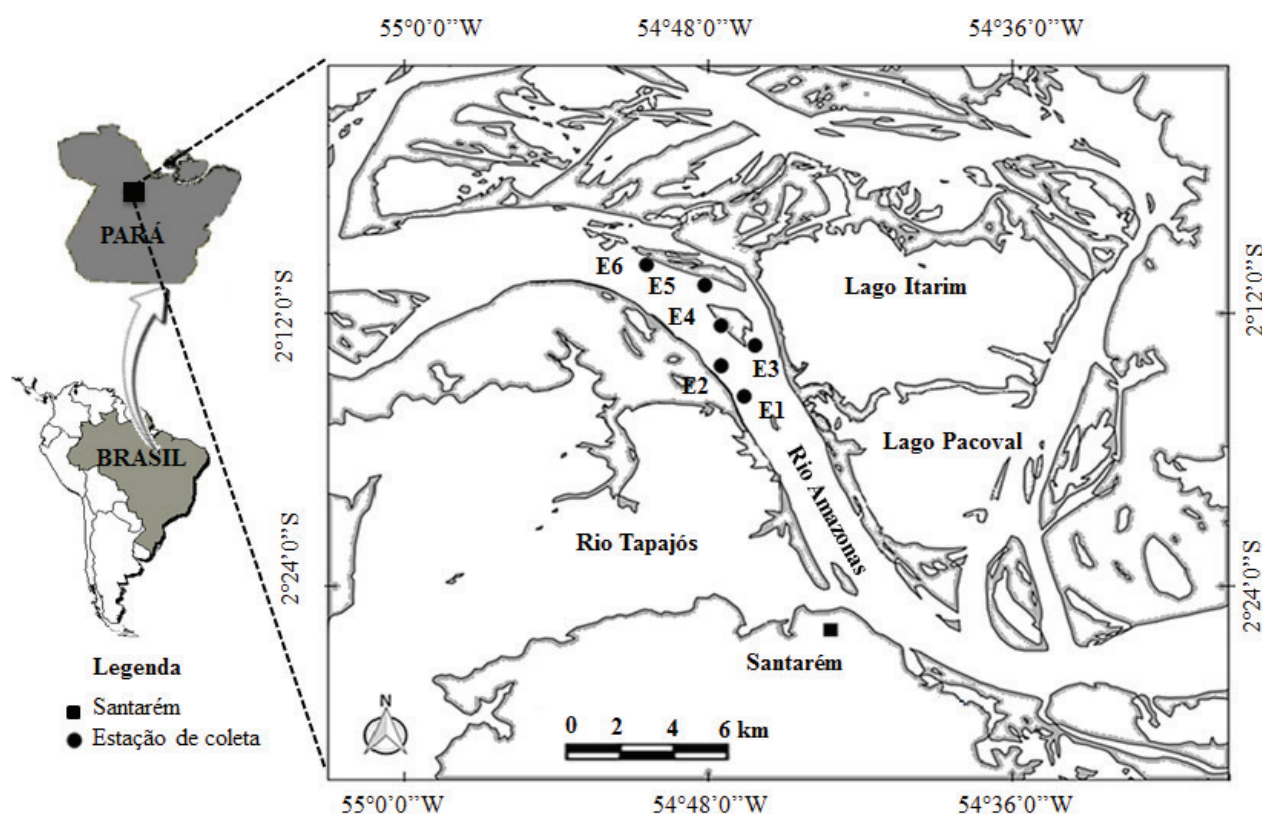 55°0'0''W 54°48'0''W 54°36'0''W
PARÁ
BRASIL
Legenda
Santarém
Estação de coleta
2°12'0''S
2°24'0''S
E6
E5
E4
E3
E2
E1
Lago Itarim
Lago Pacoval
Rio Amazonas
Rio Tapajós
Santarém
N
0 2 4 6 km
2°12'0''S
2°24'0''S
55°0'0''W 54°48'0''W 54°36'0''W